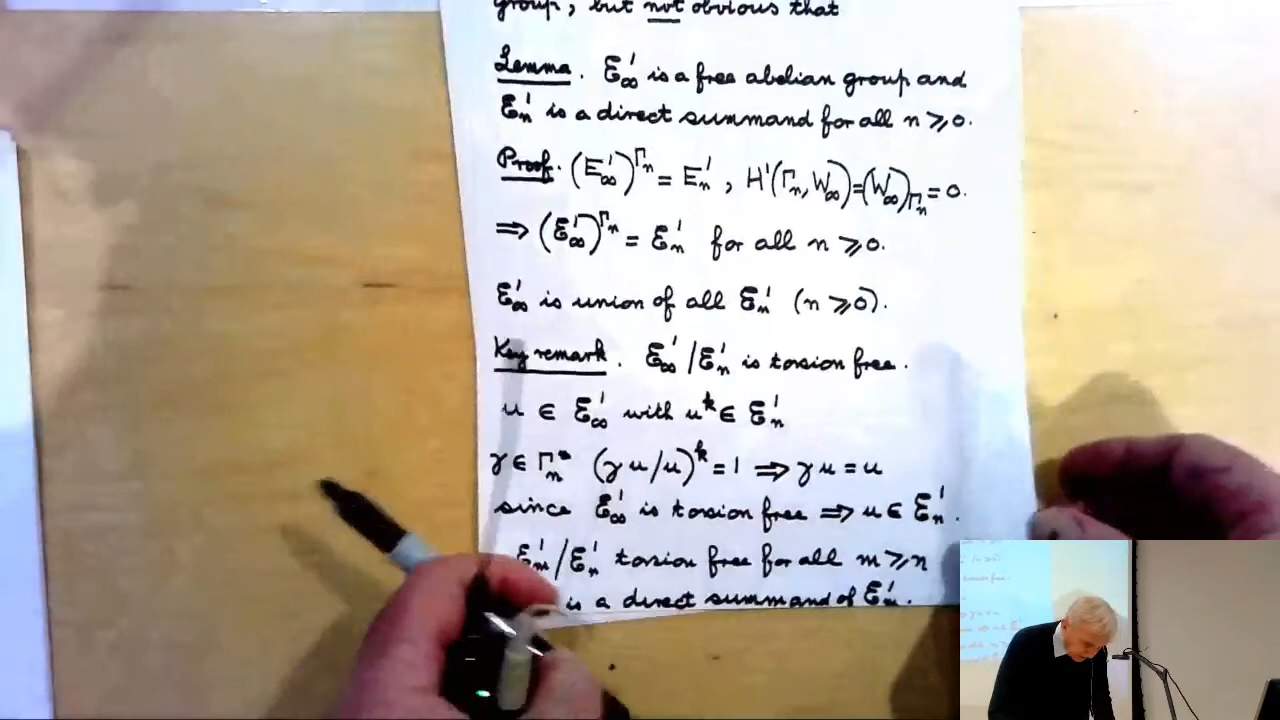 group, but not obvious that
Lemma. ℰ'∞ is a free abelian group and
ℰ'n is a direct summand for all n ⩾ 0.
Proof. (E'∞)^Γn = E'n , H¹(Γn, W∞) = (W∞)Γn = 0.
⇒ (ℰ'∞)^Γn = ℰ'n for all n ⩾ 0.
ℰ'∞ is union of all ℰ'n (n ⩾ 0).
Key remark. ℰ'∞ / ℰ'n is torsion free.
u ∈ ℰ'∞ with u^k ∈ ℰ'n
γ ∈ Γn (γu/u)^k = 1 ⇒ γu = u
since ℰ'∞ is torsion free ⇒ u ∈ ℰ'n.
ℰ'm / ℰ'n torsion free for all m ⩾ n
is a direct summand of ℰ'm.